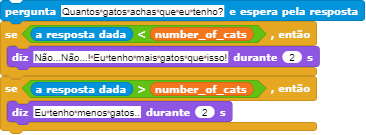 pergunta Quantos gatos achas que eu tenho? e espera pela resposta
se a resposta dada < number_of_cats , então
diz Não...Não...! Eu tenho mais gatos que isso! durante 2 s
se a resposta dada > number_of_cats , então
diz Eu tenho menos gatos.. durante 2 s